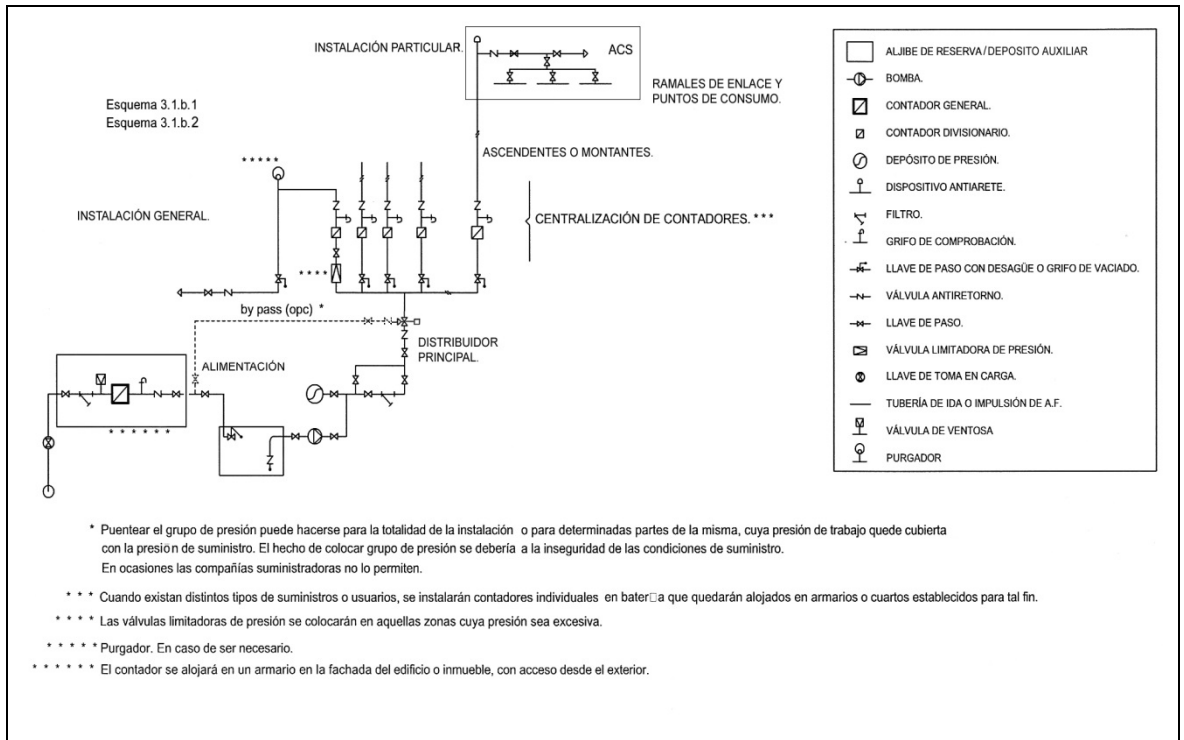 INSTALACIÓN PARTICULAR.
ACS
RAMALES DE ENLACE Y
PUNTOS DE CONSUMO.
Esquema 3.1.b.1
Esquema 3.1.b.2
ASCENDENTES O MONTANTES.
* * * * *
INSTALACIÓN GENERAL.
CENTRALIZACIÓN DE CONTADORES. * * *
* * * *
by pass (opc) *
DISTRIBUIDOR
PRINCIPAL.
ALIMENTACIÓN
* * * * * *
ALJIBE DE RESERVA/DEPOSITO AUXILIAR
BOMBA.
CONTADOR GENERAL.
CONTADOR DIVISIONARIO.
DEPÓSITO DE PRESIÓN.
DISPOSITIVO ANTIARETE.
FILTRO.
GRIFO DE COMPROBACIÓN.
LLAVE DE PASO CON DESAGÜE O GRIFO DE VACIADO.
VÁLVULA ANTIRETORNO.
LLAVE DE PASO.
VÁLVULA LIMITADORA DE PRESIÓN.
LLAVE DE TOMA EN CARGA.
TUBERÍA DE IDA O IMPULSIÓN DE A.F.
VÁLVULA DE VENTOSA
PURGADOR
* Puentear el grupo de presión puede hacerse para la totalidad de la instalación o para determinadas partes de la misma, cuya presión de trabajo quede cubierta
con la presión de suministro. El hecho de colocar grupo de presión se debería a la inseguridad de las condiciones de suministro.
En ocasiones las compañías suministradoras no lo permiten.
* * * Cuando existan distintos tipos de suministros o usuarios, se instalarán contadores individuales en bater□a que quedarán alojados en armarios o cuartos establecidos para tal fin.
* * * * Las válvulas limitadoras de presión se colocarán en aquellas zonas cuya presión sea excesiva.
* * * * * Purgador. En caso de ser necesario.
* * * * * * El contador se alojará en un armario en la fachada del edificio o inmueble, con acceso desde el exterior.